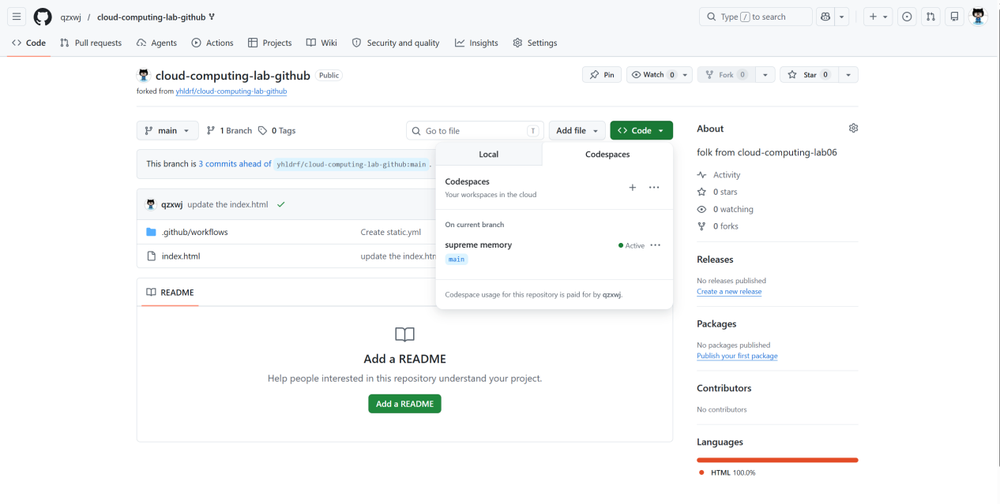 qzxwj / cloud-computing-lab-github
Type / to search
Code
Pull requests
Agents
Actions
Projects
Wiki
Security and quality
Insights
Settings
cloud-computing-lab-github Public
forked from yhldrf/cloud-computing-lab-github
Pin
Watch 0
Fork 0
Star 0
main
1 Branch
0 Tags
Go to file T
Add file
Code
This branch is 3 commits ahead of yhldrf/cloud-computing-lab-github:main .
qzxwj update the index.html
.github/workflows Create static.yml
index.html update the index.htm
Local
Codespaces
Codespaces
Your workspaces in the cloud
On current branch
supreme memory Active
main
Codespace usage for this repository is paid for by qzxwj.
README
Add a README
Help people interested in this repository understand your project.
Add a README
About
folk from cloud-computing-lab06
Activity
0 stars
0 watching
0 forks
Releases
No releases published
Create a new release
Packages
No packages published
Publish your first package
Contributors
No contributors
Languages
HTML 100.0%